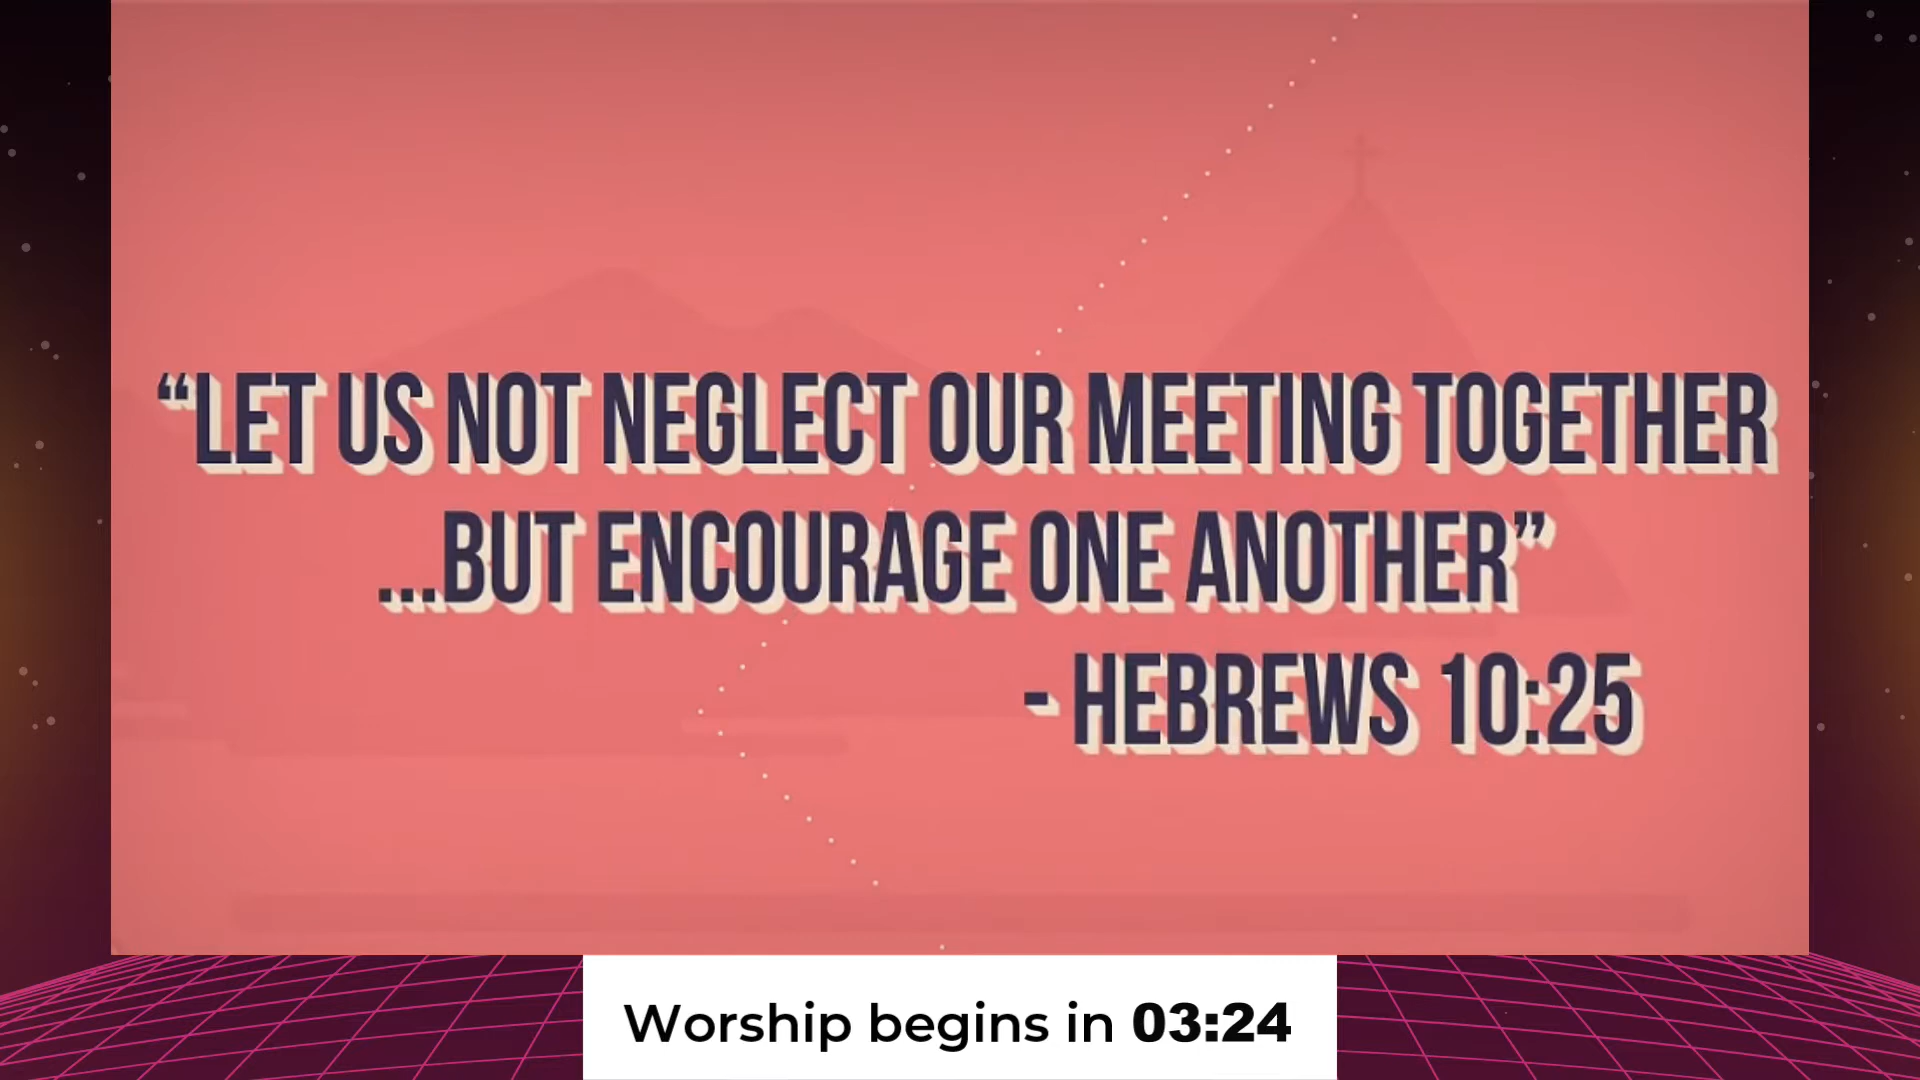 “LET US NOT NEGLECT OUR MEETING TOGETHER
...BUT ENCOURAGE ONE ANOTHER”
- HEBREWS 10:25
Worship begins in 03:24